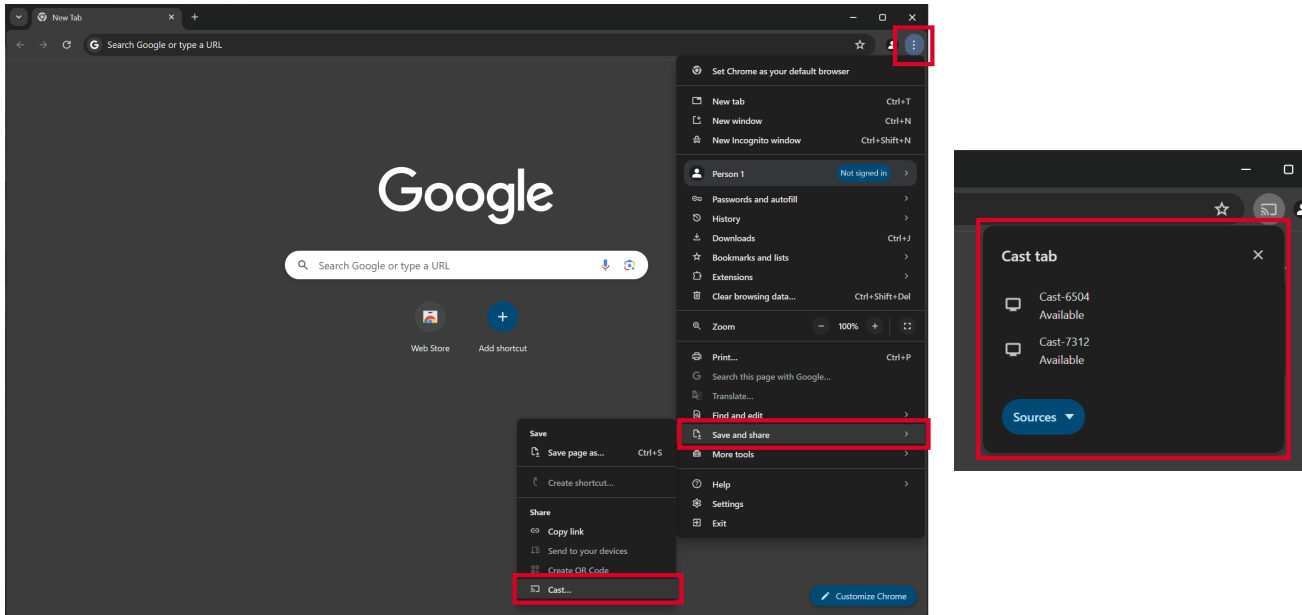 New Tab
Search Google or type a URL
Set Chrome as your default browser
New tab Ctrl+T
New window Ctrl+N
New Incognito window Ctrl+Shift+N
Person 1 Not signed in
Passwords and autofill
History
Downloads Ctrl+J
Bookmarks and lists
Extensions
Clear browsing data... Ctrl+Shift+Del
Zoom − 100% +
Print... Ctrl+P
Search this page with Google...
Translate...
Find and edit
Save and share
More tools
Help
Settings
Exit
Google
Search Google or type a URL
Web Store Add shortcut
Save
Save page as... Ctrl+S
Create shortcut...
Share
Copy link
Send to your devices
Create QR Code
Cast...
Customize Chrome
Cast tab
Cast-6504
Available
Cast-7312
Available
Sources